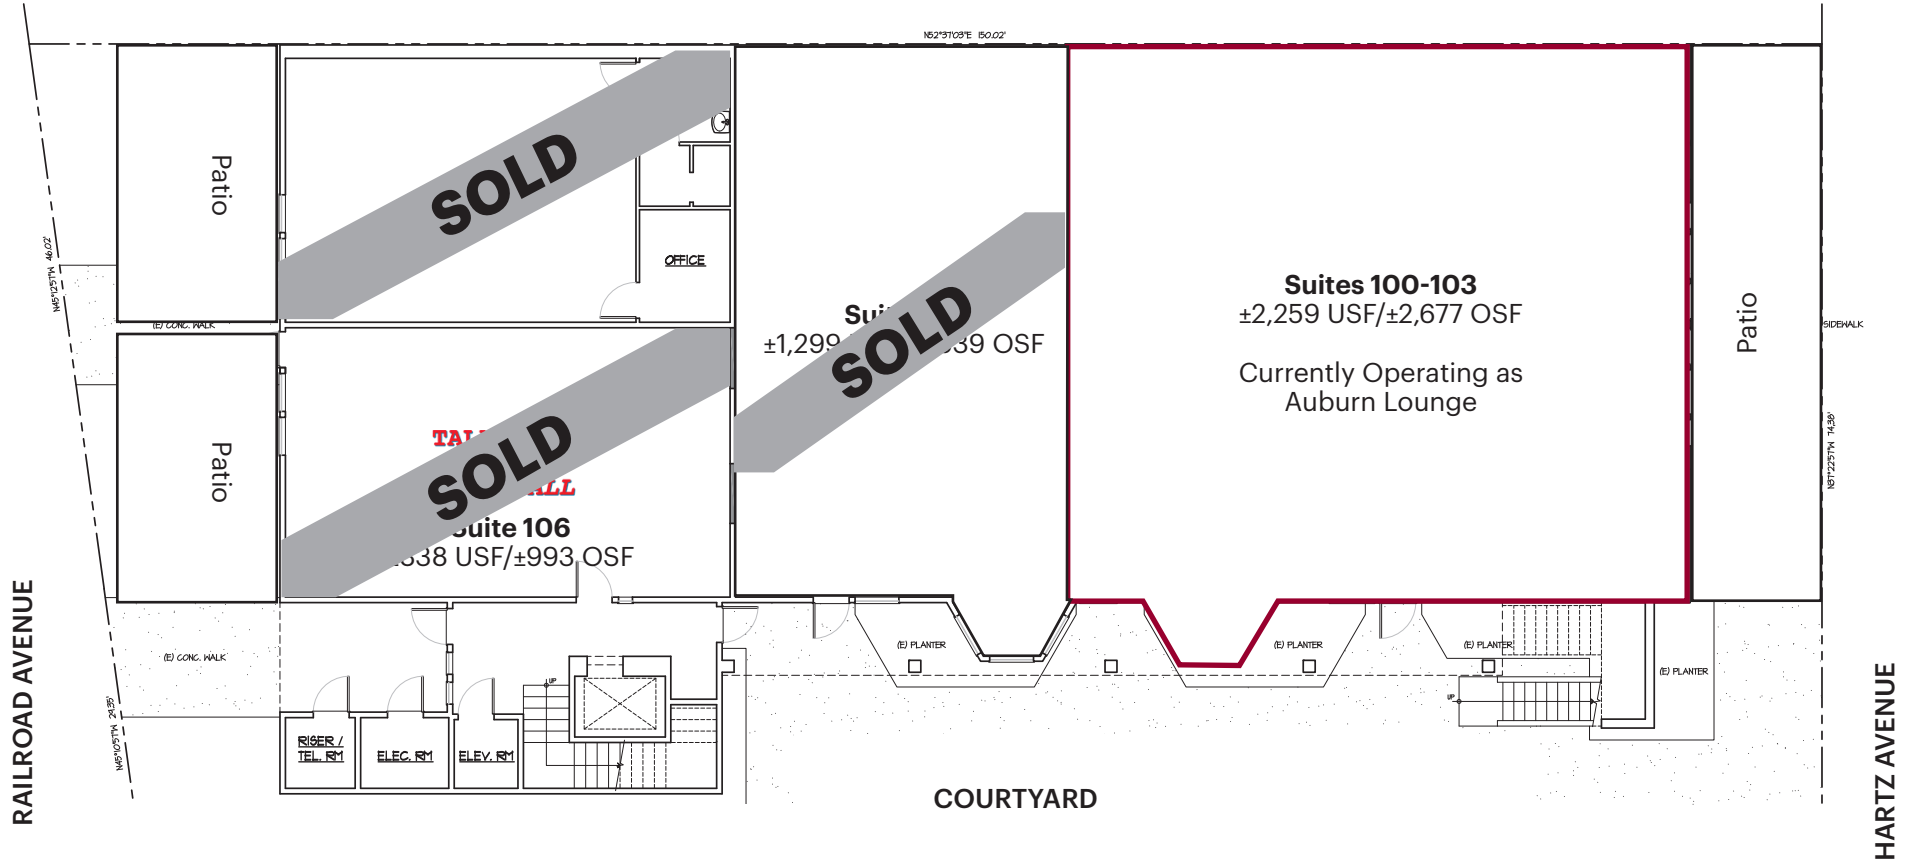 N52°37'03"E 150.02'
SOLD
Patio
OFFICE
N45°12'57"W 46.02'
(E) CONC. WALK
SOLD
±1,299 39 OSF
Suites 100-103
±2,259 USF/±2,677 OSF
Currently Operating as
Auburn Lounge
Patio
SIDEWALK
Patio
SOLD
Suite 106
38 USF/±993 OSF
(E) CONC. WALK
(E) PLANTER
(E) PLANTER
(E) PLANTER
(E) PLANTER
UP
UP
RISER /
TEL. RM
ELEC. RM
ELEV. RM
COURTYARD
RAILROAD AVENUE
HARTZ AVENUE